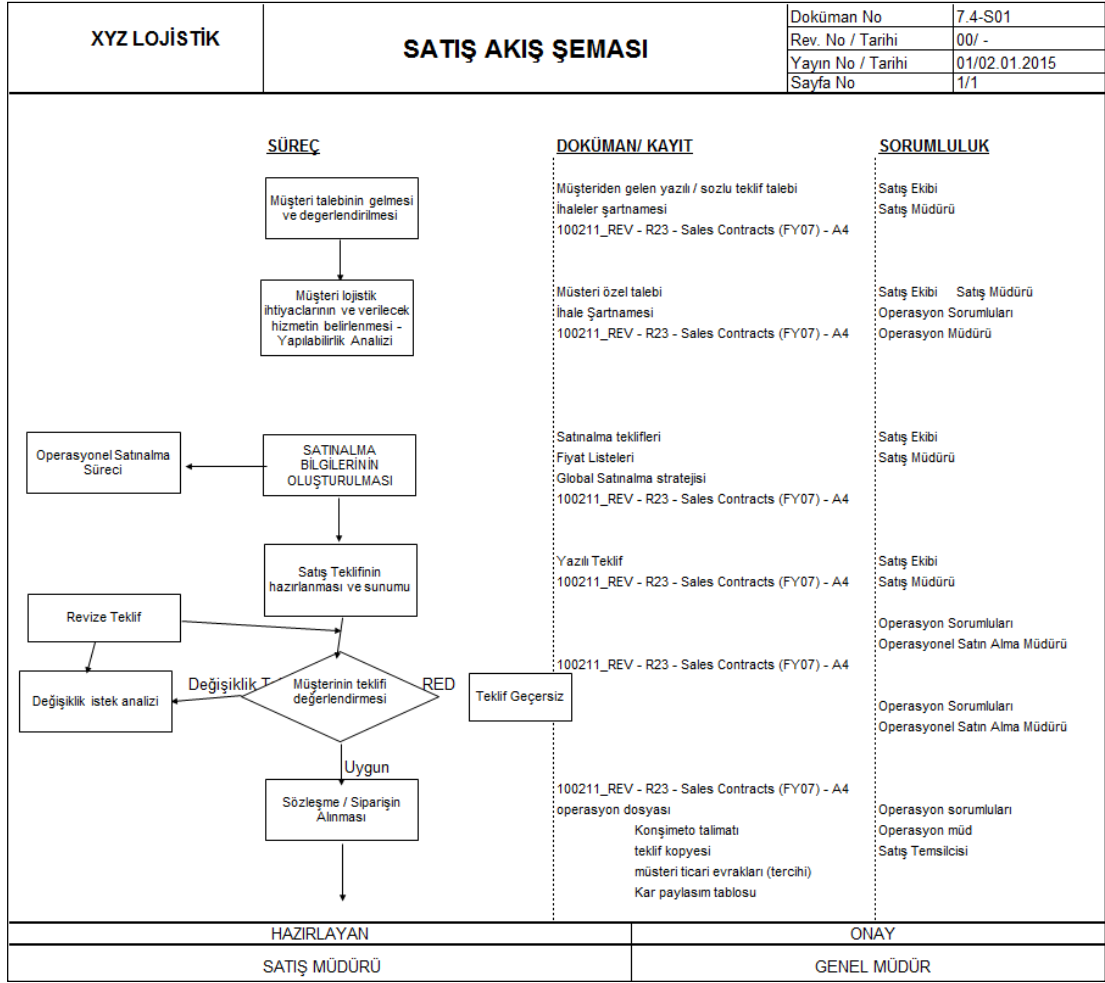 XYZ LOJİSTİK
SATIŞ AKIŞ ŞEMASI
Doküman No 7.4-S01
Rev. No / Tarihi 00/ -
Yayın No / Tarihi 01/02.01.2015
Sayfa No 1/1
SÜREÇ
DOKÜMAN/ KAYIT
SORUMLULUK
Müşteri talebinin gelmesi
ve degerlendirilmesi
Müşteriden gelen yazılı / sozlu teklif talebi
İhaleler şartnamesi
100211_REV - R23 - Sales Contracts (FY07) - A4
Satış Ekibi
Satış Müdürü
Müşteri lojistik
ihtiyaclarının ve verilecek
hizmetin belirlenmesi -
Yapılabilirlik Analiizi
Müsteri özel talebi
İhale Şartnamesi
100211_REV - R23 - Sales Contracts (FY07) - A4
Satış Ekibi Satış Müdürü
Operasyon Sorumluları
Operasyon Müdürü
Operasyonel Satınalma
Süreci
SATINALMA
BİLGİLERİNİN
OLUŞTURULMASI
Satınalma teklifleri
Fiyat Listeleri
Global Satınalma stratejisi
100211_REV - R23 - Sales Contracts (FY07) - A4
Satış Ekibi
Satış Müdürü
Satış Teklifinin
hazırlanması ve sunumu
Yazılı Teklif
100211_REV - R23 - Sales Contracts (FY07) - A4
Satış Ekibi
Satış Müdürü
Revize Teklif
Operasyon Sorumluları
Operasyonel Satın Alma Müdürü
Değişiklik istek analizi
Değişiklik
Müşterinin teklifi
değerlendirmesi
RED
Teklif Geçersiz
100211_REV - R23 - Sales Contracts (FY07) - A4
Operasyon Sorumluları
Operasyonel Satın Alma Müdürü
Uygun
Sözleşme / Siparişin
Alınması
100211_REV - R23 - Sales Contracts (FY07) - A4
operasyon dosyası
Konşimeto talimatı
teklif kopyesi
müsteri ticari evrakları (tercihi)
Kar paylasım tablosu
Operasyon sorumluları
Operasyon müd
Satış Temsilcisi
HAZIRLAYAN
ONAY
SATIŞ MÜDÜRÜ
GENEL MÜDÜR